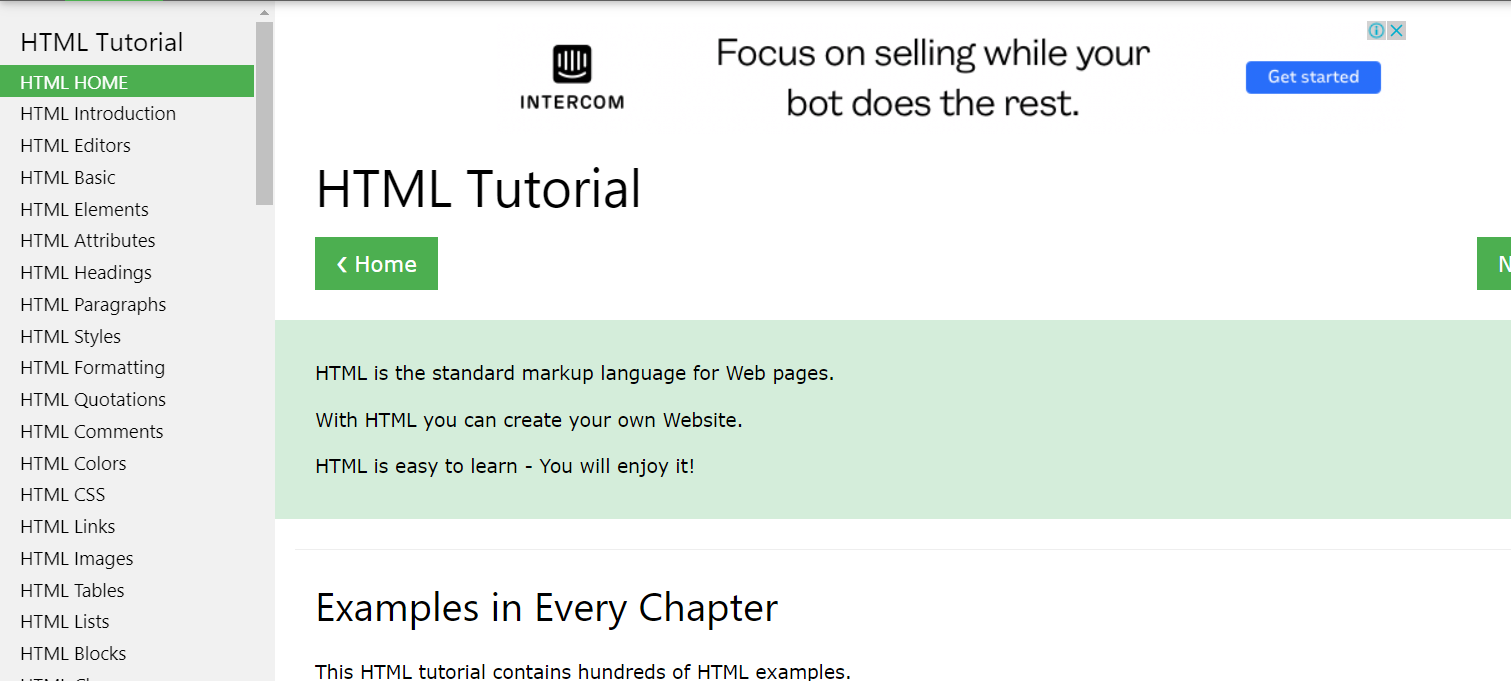 HTML Tutorial
HTML HOME
HTML Introduction
HTML Editors
HTML Basic
HTML Elements
HTML Attributes
HTML Headings
HTML Paragraphs
HTML Styles
HTML Formatting
HTML Quotations
HTML Comments
HTML Colors
HTML CSS
HTML Links
HTML Images
HTML Tables
HTML Lists
HTML Blocks
INTERCOM
Focus on selling while your
bot does the rest.
Get started
HTML Tutorial
❮ Home
HTML is the standard markup language for Web pages.
With HTML you can create your own Website.
HTML is easy to learn - You will enjoy it!
Examples in Every Chapter
This HTML tutorial contains hundreds of HTML examples.